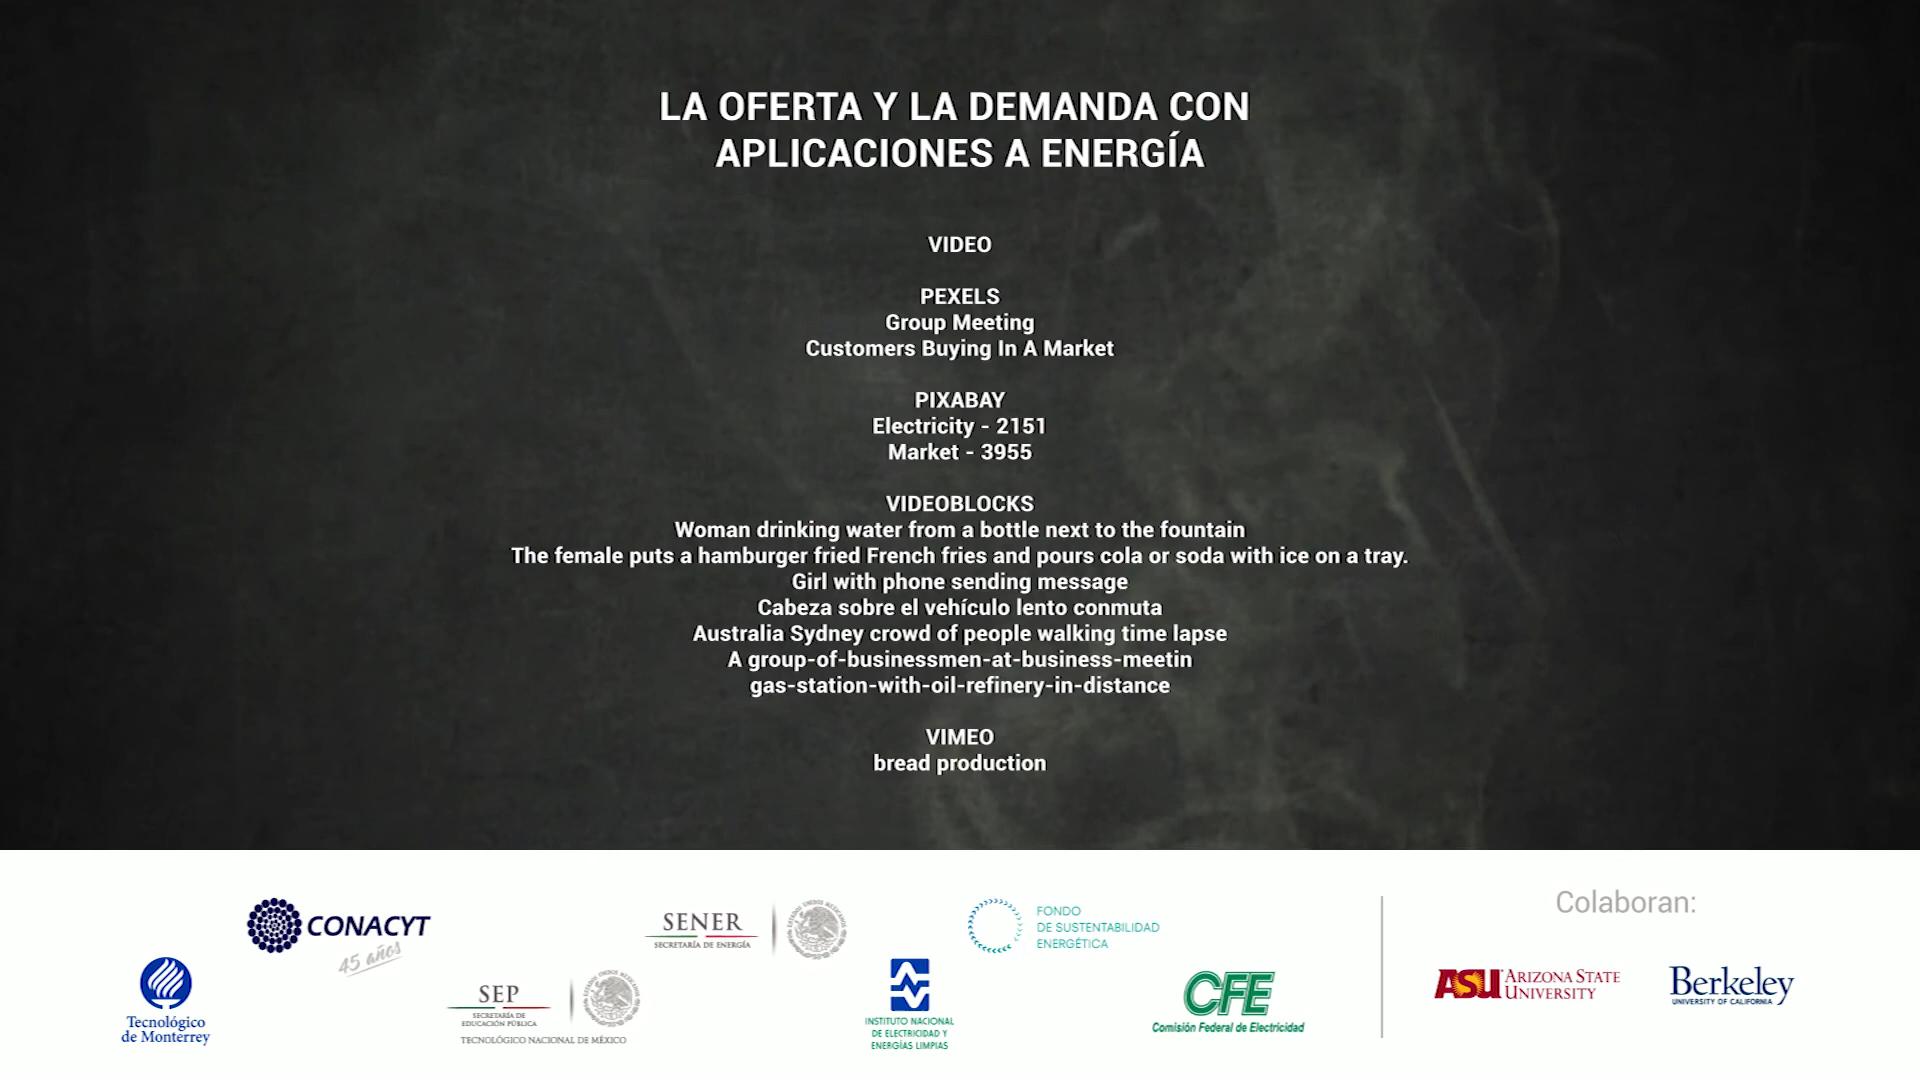 LA OFERTA Y LA DEMANDA CON
APLICACIONES A ENERGÍA
VIDEO
PEXELS
Group Meeting
Customers Buying In A Market
PIXABAY
Electricity - 2151
Market - 3955
VIDEOBLOCKS
Woman drinking water from a bottle next to the fountain
The female puts a hamburger fried French fries and pours cola or soda with ice on a tray.
Girl with phone sending message
Cabeza sobre el vehículo lento conmuta
Australia Sydney crowd of people walking time lapse
A group-of-businessmen-at-business-meetin
gas-station-with-oil-refinery-in-distance
VIMEO
bread production
Tecnológico
de Monterrey
CONACYT
45 años
SEP
SECRETARÍA DE
EDUCACIÓN PÚBLICA
TECNOLÓGICO NACIONAL DE MÉXICO
SENER
SECRETARÍA DE ENERGÍA
ESTADOS UNIDOS MEXICANOS
INSTITUTO NACIONAL
DE ELECTRICIDAD Y
ENERGÍAS LIMPIAS
FONDO
DE SUSTENTABILIDAD
ENERGÉTICA
CFE
Comisión Federal de Electricidad
Colaboran:
ASU ARIZONA STATE
UNIVERSITY
Berkeley
UNIVERSITY OF CALIFORNIA